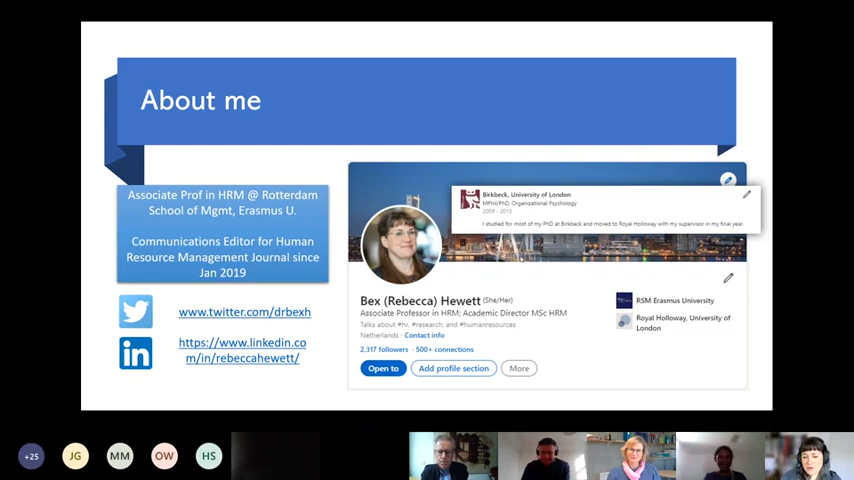 About me
Associate Prof in HRM @ Rotterdam
School of Mgmt, Erasmus U.
Communications Editor for Human
Resource Management Journal since
Jan 2019
www.twitter.com/drbexh
https://www.linkedin.co
m/in/rebeccahewett/
Birkbeck, University of London
MPhil/PhD, Organizational Psychology
2009 - 2013
I studied for most of my PhD at Birkbeck and moved to Royal Holloway with my supervisor in my final year.
Bex (Rebecca) Hewett (She/Her)
Associate Professor in HRM; Academic Director MSc HRM
Talks about #hr, #research, and #humanresources
Netherlands · Contact info
2,317 followers · 500+ connections
Open to
Add profile section
More
RSM Erasmus University
Royal Holloway, University of
London
+25
JG
MM
OW
HS